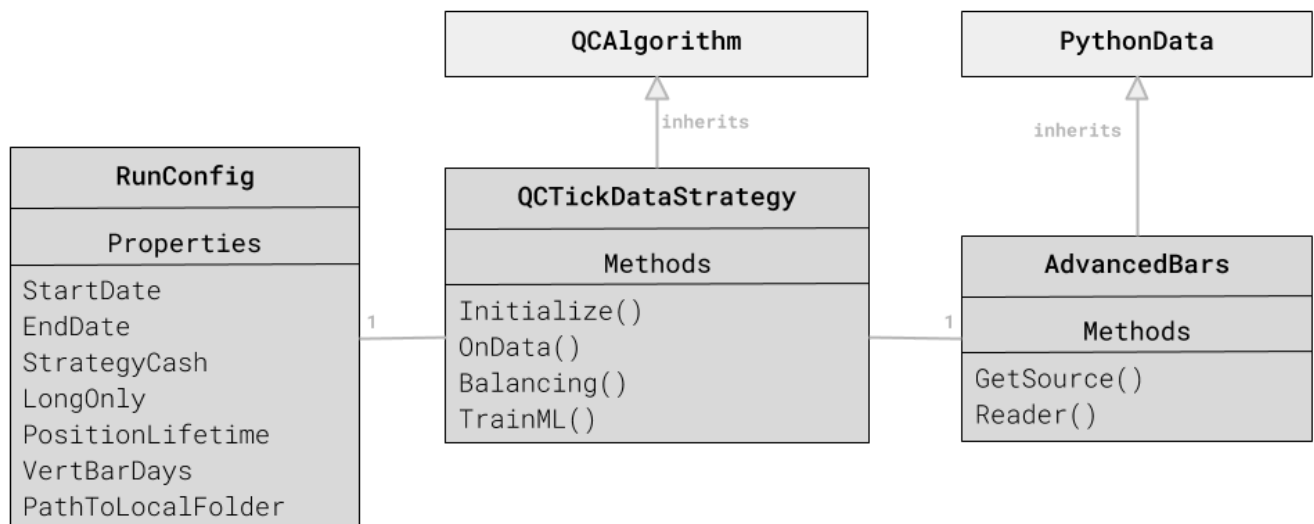 QCAlgorithm
PythonData
inherits
inherits
RunConfig
Properties
StartDate
EndDate
StrategyCash
LongOnly
PositionLifetime
VertBarDays
PathToLocalFolder
1
QCTickDataStrategy
Methods
Initialize()
OnData()
Balancing()
TrainML()
1
AdvancedBars
Methods
GetSource()
Reader()